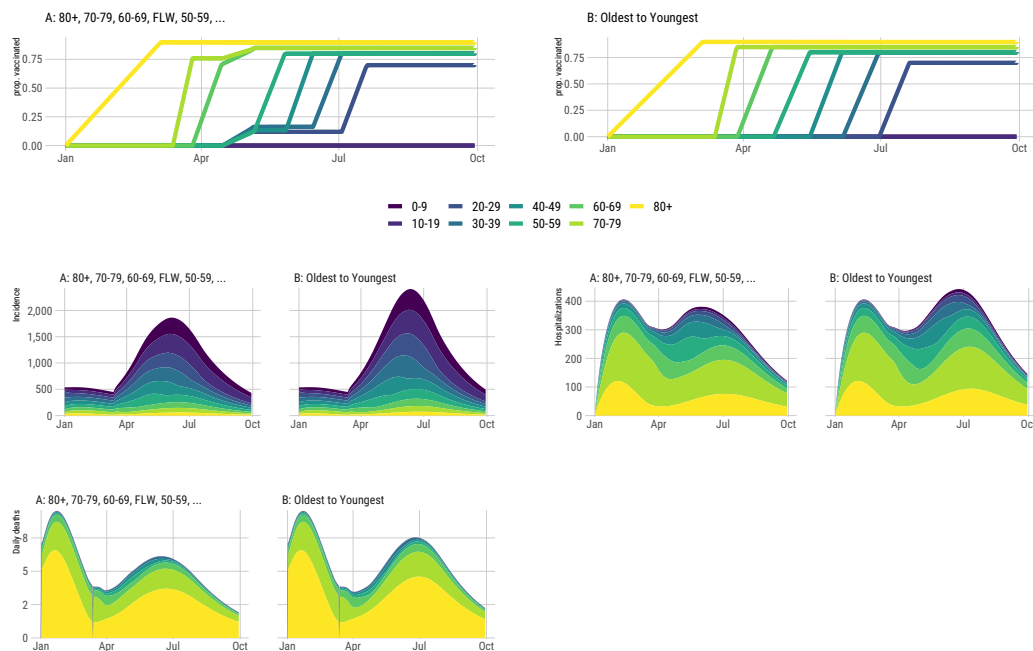 A: 80+, 70-79, 60-69, FLW, 50-59, ...
prop. vaccinated
0.75
0.50
0.25
0.00
Jan Apr Jul Oct
B: Oldest to Youngest
prop. vaccinated
0.75
0.50
0.25
0.00
Jan Apr Jul Oct
0-9 20-29 40-49 60-69 80+
10-19 30-39 50-59 70-79
A: 80+, 70-79, 60-69, FLW, 50-59, ...
B: Oldest to Youngest
Incidence
2,000
1,500
1,000
500
0
Jan Apr Jul Oct
Jan Apr Jul Oct
A: 80+, 70-79, 60-69, FLW, 50-59, ...
B: Oldest to Youngest
Hospitalizations
400
300
200
100
0
Jan Apr Jul Oct
Jan Apr Jul Oct
A: 80+, 70-79, 60-69, FLW, 50-59, ...
B: Oldest to Youngest
Daily deaths
8
5
2
0
Jan Apr Jul Oct
Jan Apr Jul Oct